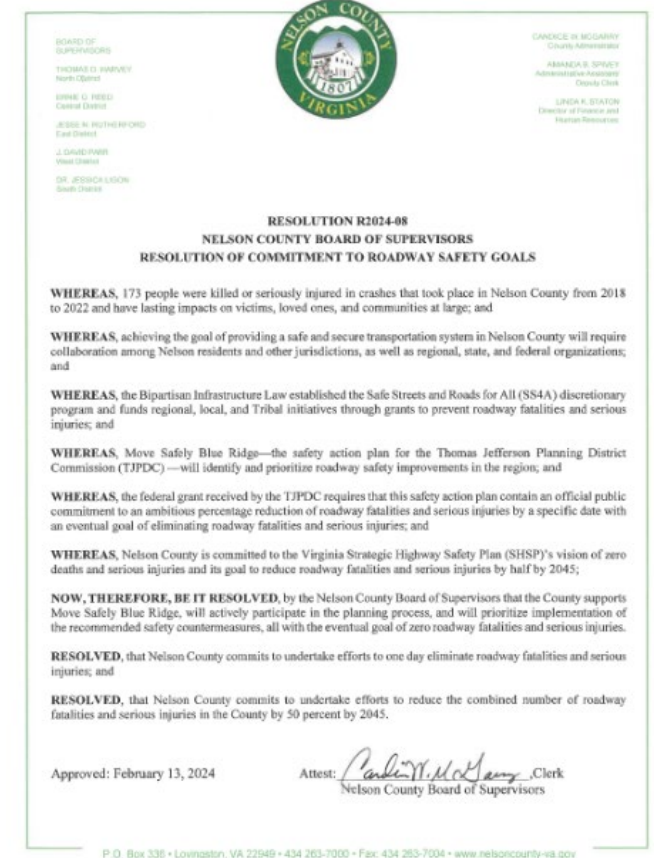 NELSON COUNTY
1807
VIRGINIA
BOARD OF
SUPERVISORS
THOMAS D. HARVEY
North District
ERNIE Q. REED
Central District
JESSE N. RUTHERFORD
East District
J. DAVID PARR
West District
DR. JESSICA LIGON
South District
CANDICE W. MCGARRY
County Administrator
AMANDA B. SPIVEY
Administrative Assistant/
Deputy Clerk
LINDA K. STATON
Director of Finance and
Human Resources
RESOLUTION R2024-08
NELSON COUNTY BOARD OF SUPERVISORS
RESOLUTION OF COMMITMENT TO ROADWAY SAFETY GOALS
WHEREAS, 173 people were killed or seriously injured in crashes that took place in Nelson County from 2018
to 2022 and have lasting impacts on victims, loved ones, and communities at large; and
WHEREAS, achieving the goal of providing a safe and secure transportation system in Nelson County will require
collaboration among Nelson residents and other jurisdictions, as well as regional, state, and federal organizations;
and
WHEREAS, the Bipartisan Infrastructure Law established the Safe Streets and Roads for All (SS4A) discretionary
program and funds regional, local, and Tribal initiatives through grants to prevent roadway fatalities and serious
injuries; and
WHEREAS, Move Safely Blue Ridge—the safety action plan for the Thomas Jefferson Planning District
Commission (TJPDC) —will identify and prioritize roadway safety improvements in the region; and
WHEREAS, the federal grant received by the TJPDC requires that this safety action plan contain an official public
commitment to an ambitious percentage reduction of roadway fatalities and serious injuries by a specific date with
an eventual goal of eliminating roadway fatalities and serious injuries; and
WHEREAS, Nelson County is committed to the Virginia Strategic Highway Safety Plan (SHSP)'s vision of zero
deaths and serious injuries and its goal to reduce roadway fatalities and serious injuries by half by 2045;
NOW, THEREFORE, BE IT RESOLVED, by the Nelson County Board of Supervisors that the County supports
Move Safely Blue Ridge, will actively participate in the planning process, and will prioritize implementation of
the recommended safety countermeasures, all with the eventual goal of zero roadway fatalities and serious injuries.
RESOLVED, that Nelson County commits to undertake efforts to one day eliminate roadway fatalities and serious
injuries; and
RESOLVED, that Nelson County commits to undertake efforts to reduce the combined number of roadway
fatalities and serious injuries in the County by 50 percent by 2045.
Approved: February 13, 2024 Attest: Candice W. McGarry ,Clerk
Nelson County Board of Supervisors
P.O. Box 336 • Lovingston, VA 22949 • 434 263-7000 • Fax: 434 263-7004 • www.nelsoncounty-va.gov